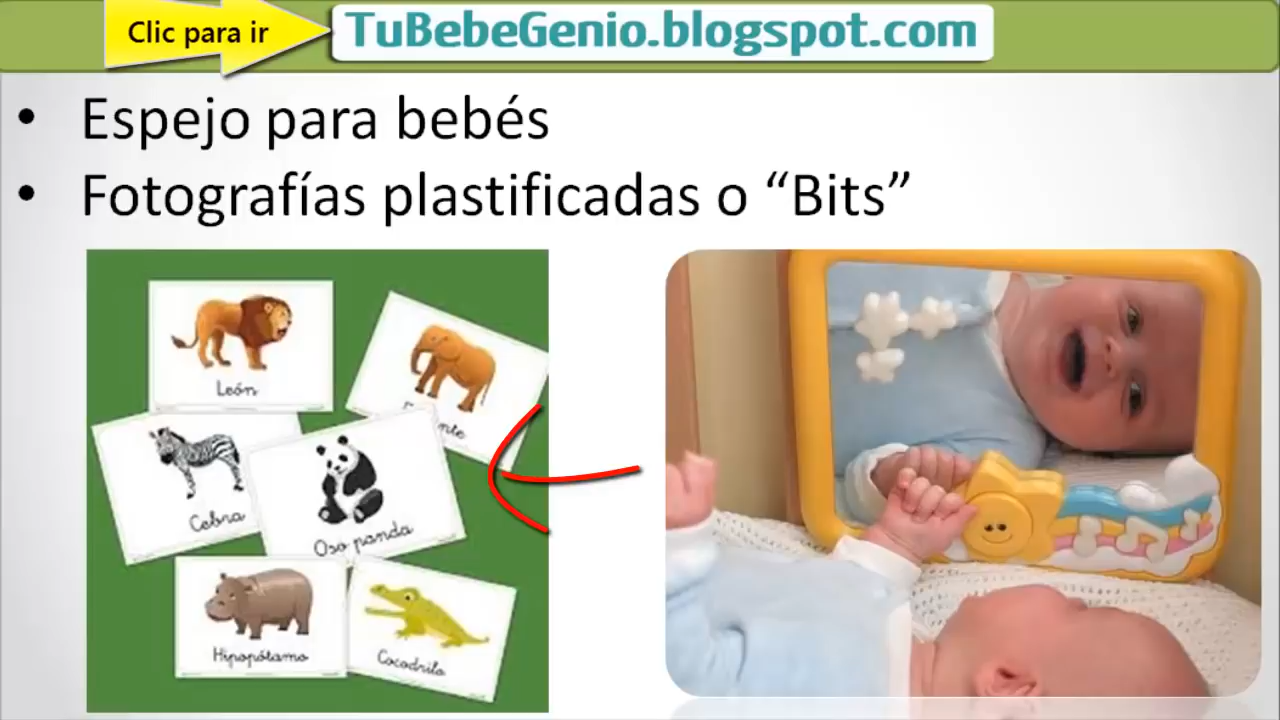 Clic para ir
TuBebeGenio.blogspot.com
• Espejo para bebés
• Fotografías plastificadas o “Bits”
León
Cebra
Oso panda
Hipopótamo
Cocodrilo